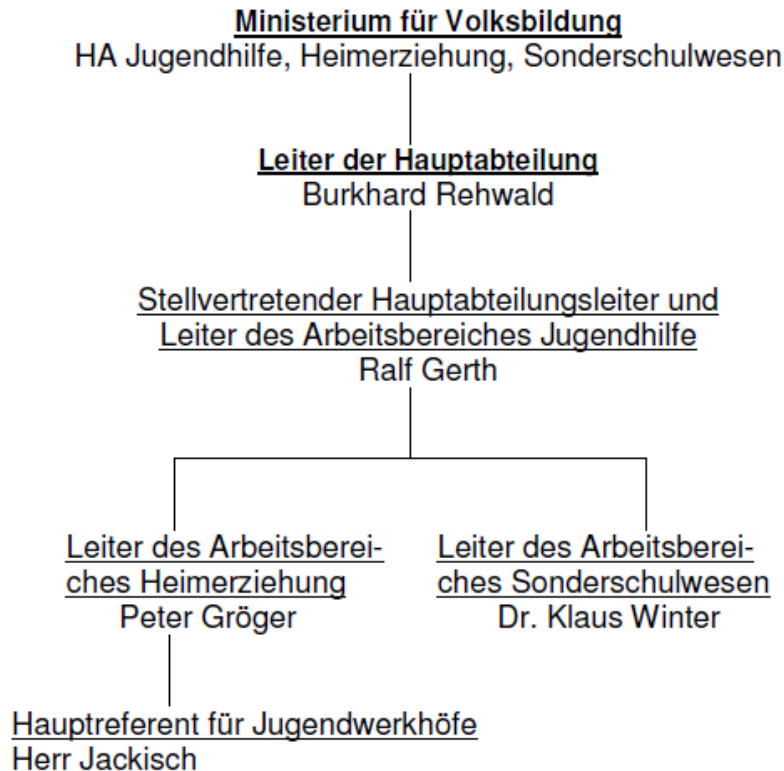 Ministerium für Volksbildung
HA Jugendhilfe, Heimerziehung, Sonderschulwesen
Leiter der Hauptabteilung
Burkhard Rehwald
Stellvertretender Hauptabteilungsleiter und
Leiter des Arbeitsbereiches Jugendhilfe
Ralf Gerth
Leiter des Arbeitsberei-
ches Heimerziehung
Peter Gröger
Leiter des Arbeitsberei-
ches Sonderschulwesen
Dr. Klaus Winter
Hauptreferent für Jugendwerkhöfe
Herr Jackisch